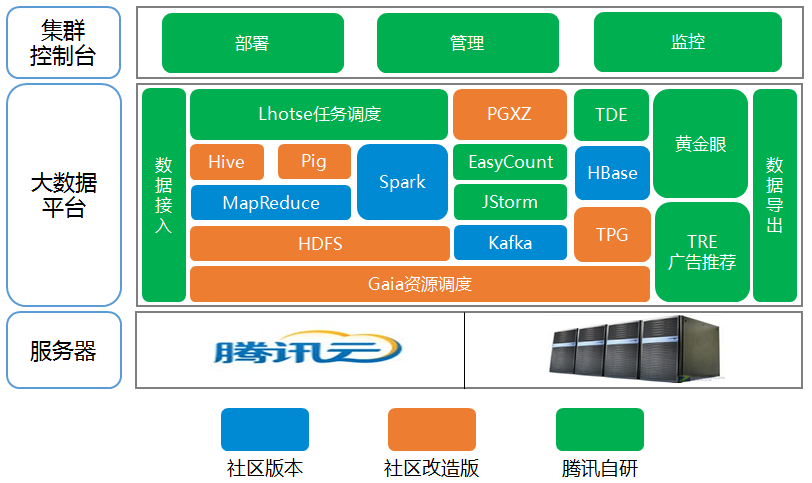 集群
控制台
部署
管理
监控
大数据
平台
数据接入
Lhotse任务调度
PGXZ
TDE
黄金眼
数据导出
Hive
Pig
Spark
EasyCount
HBase
MapReduce
JStorm
HDFS
Kafka
TPG
TRE
广告推荐
Gaia资源调度
服务器
腾讯云
社区版本
社区改造版
腾讯自研